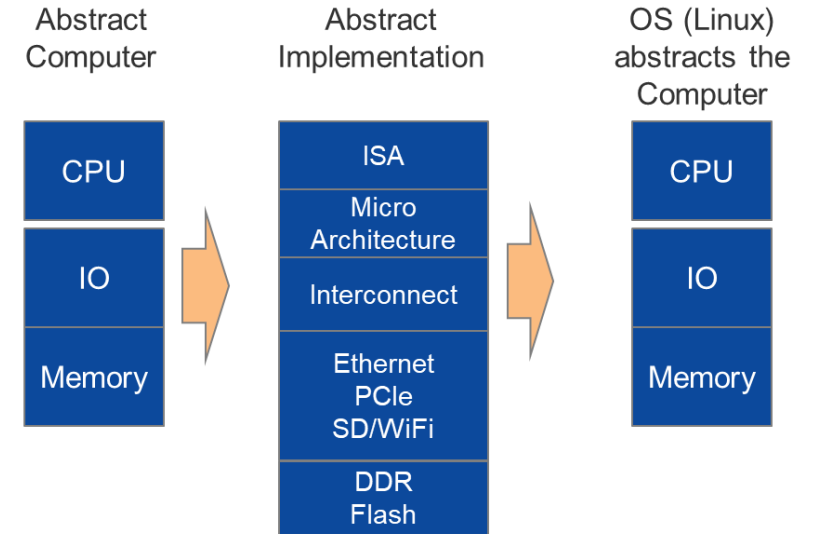 Abstract
Computer
CPU
IO
Memory
Abstract
Implementation
ISA
Micro
Architecture
Interconnect
Ethernet
PCIe
SD/WiFi
DDR
Flash
OS (Linux)
abstracts the
Computer
CPU
IO
Memory